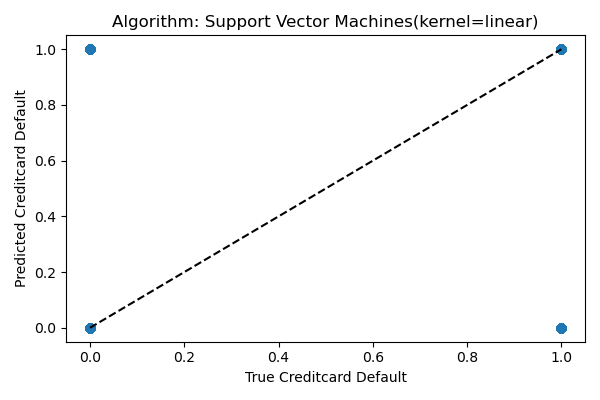 Algorithm: Support Vector Machines(kernel=linear)
1.0
0.8
0.6
0.4
0.2
0.0
Predicted Creditcard Default
0.0 0.2 0.4 0.6 0.8 1.0
True Creditcard Default